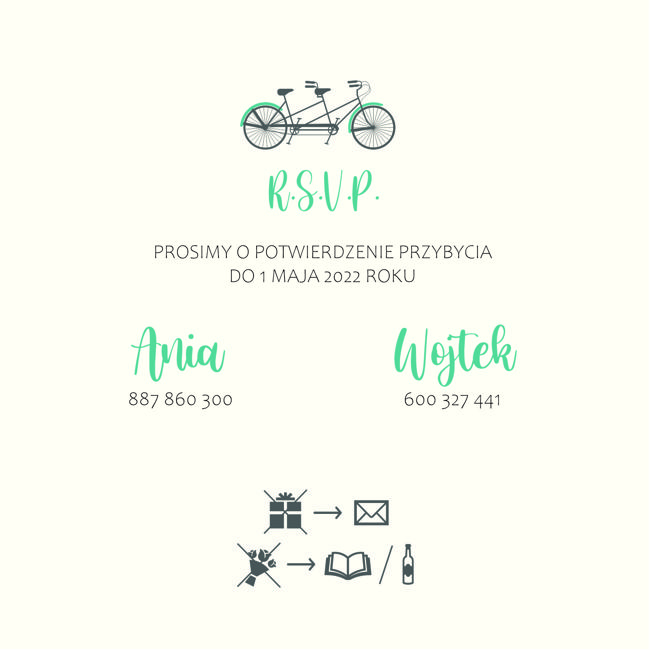 R.S.V.P.
PROSIMY O POTWIERDZENIE PRZYBYCIA
DO 1 MAJA 2022 ROKU
Ania
887 860 300
Wojtek
600 327 441